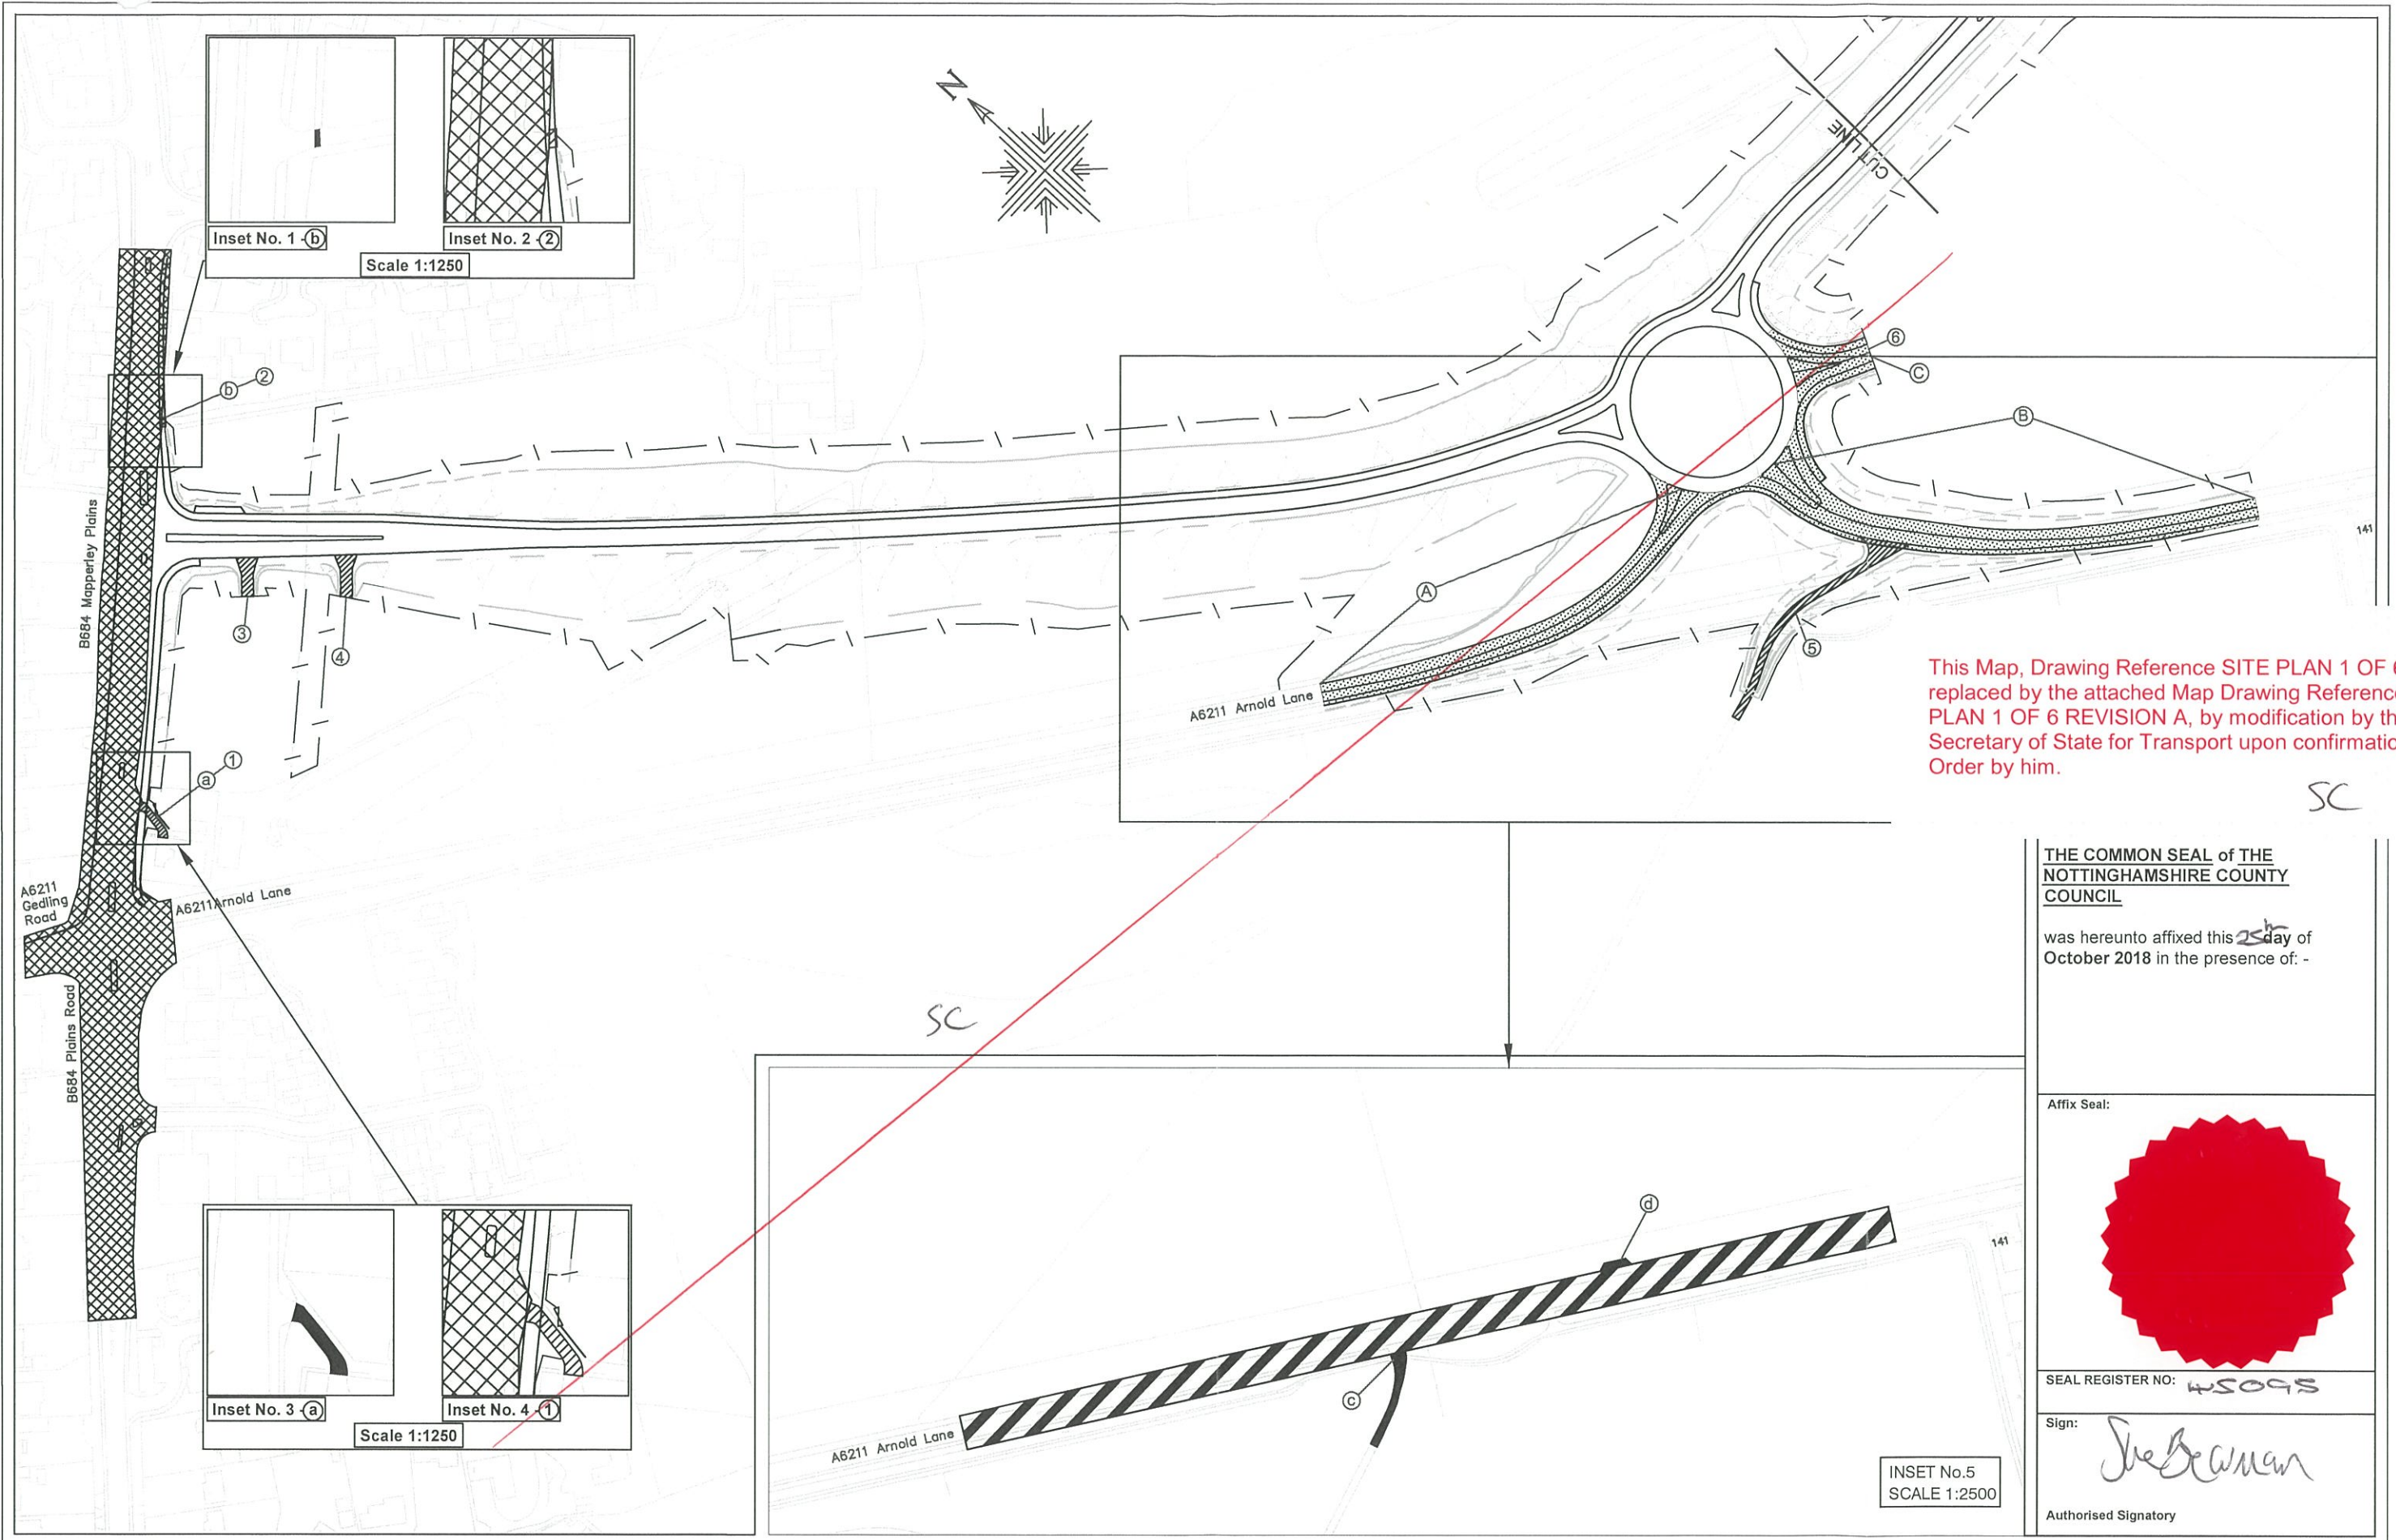 N
CUT LINE
Inset No. 1 - b
Inset No. 2 - 2
Scale 1:1250
b
2
6
C
B
B684 Mapperley Plains
141
A
3
4
5
A6211 Arnold Lane
This Map, Drawing Reference SITE PLAN 1 OF 6
replaced by the attached Map Drawing Reference
PLAN 1 OF 6 REVISION A, by modification by th
Secretary of State for Transport upon confirmatio
Order by him.
SC
1
a
A6211
Gedling
Road
A6211 Arnold Lane
B684 Plains Road
SC
THE COMMON SEAL of THE
NOTTINGHAMSHIRE COUNTY
COUNCIL
was hereunto affixed this 25th day of
October 2018 in the presence of: -
Affix Seal:
d
141
c
A6211 Arnold Lane
Inset No. 3 - a
Inset No. 4 - 1
Scale 1:1250
INSET No.5
SCALE 1:2500
SEAL REGISTER NO: 45095
Sign:
Authorised Signatory